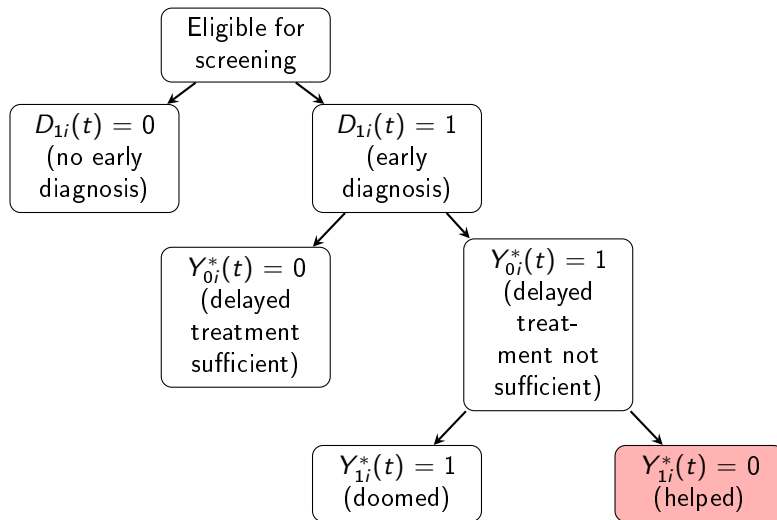 Eligible for
screening
D₁ᵢ(t) = 0
(no early
diagnosis)
D₁ᵢ(t) = 1
(early
diagnosis)
Y*₀ᵢ(t) = 0
(delayed
treatment
sufficient)
Y*₀ᵢ(t) = 1
(delayed
treat-
ment not
sufficient)
Y*₁ᵢ(t) = 1
(doomed)
Y*₁ᵢ(t) = 0
(helped)